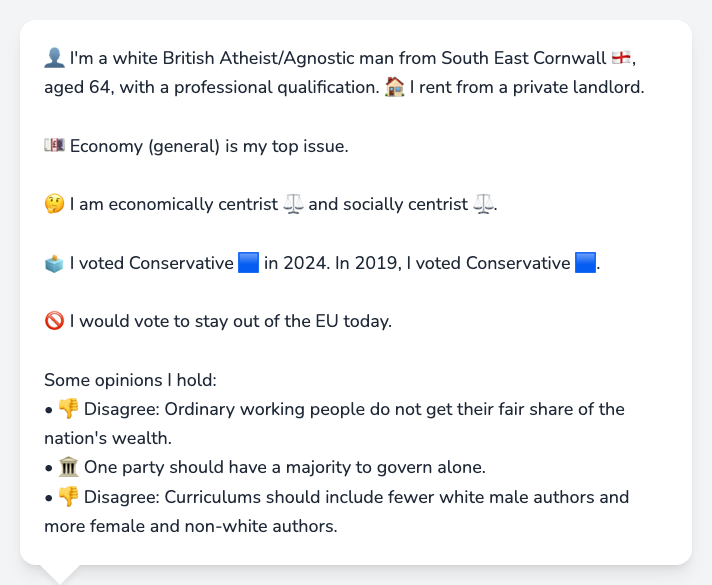 👤 I'm a white British Atheist/Agnostic man from South East Cornwall 🏴󠁧󠁢󠁥󠁮󠁧󠁿,
aged 64, with a professional qualification. 🏠 I rent from a private landlord.
💷 Economy (general) is my top issue.
🤔 I am economically centrist ⚖️ and socially centrist ⚖️.
🗳️ I voted Conservative 🟦 in 2024. In 2019, I voted Conservative 🟦.
🚫 I would vote to stay out of the EU today.
Some opinions I hold:
• 👎 Disagree: Ordinary working people do not get their fair share of the
nation's wealth.
• 🏛️ One party should have a majority to govern alone.
• 👎 Disagree: Curriculums should include fewer white male authors and
more female and non-white authors.